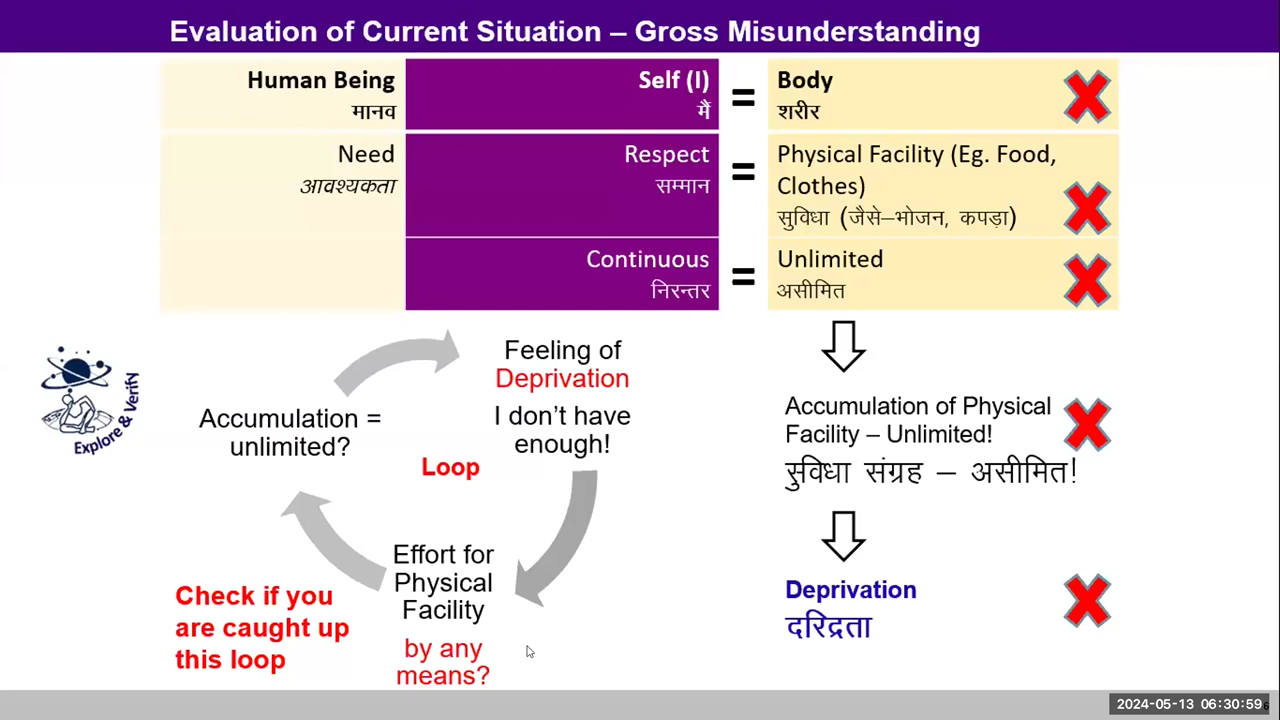 Evaluation of Current Situation – Gross Misunderstanding
Human Being
मानव
Self (I)
मैं
=
Body
शरीर
Need
आवश्यकता
Respect
सम्मान
=
Physical Facility (Eg. Food,
Clothes)
सुविधा (जैसे–भोजन, कपड़ा)
Continuous
निरन्तर
=
Unlimited
असीमित
Feeling of
Deprivation
I don't have
enough!
Accumulation =
unlimited?
Loop
Effort for
Physical
Facility
by any
means?
Check if you
are caught up
this loop
Explore & Verify
Accumulation of Physical
Facility – Unlimited!
सुविधा संग्रह – असीमित!
Deprivation
दरिद्रता
2024-05-13 06:30:59